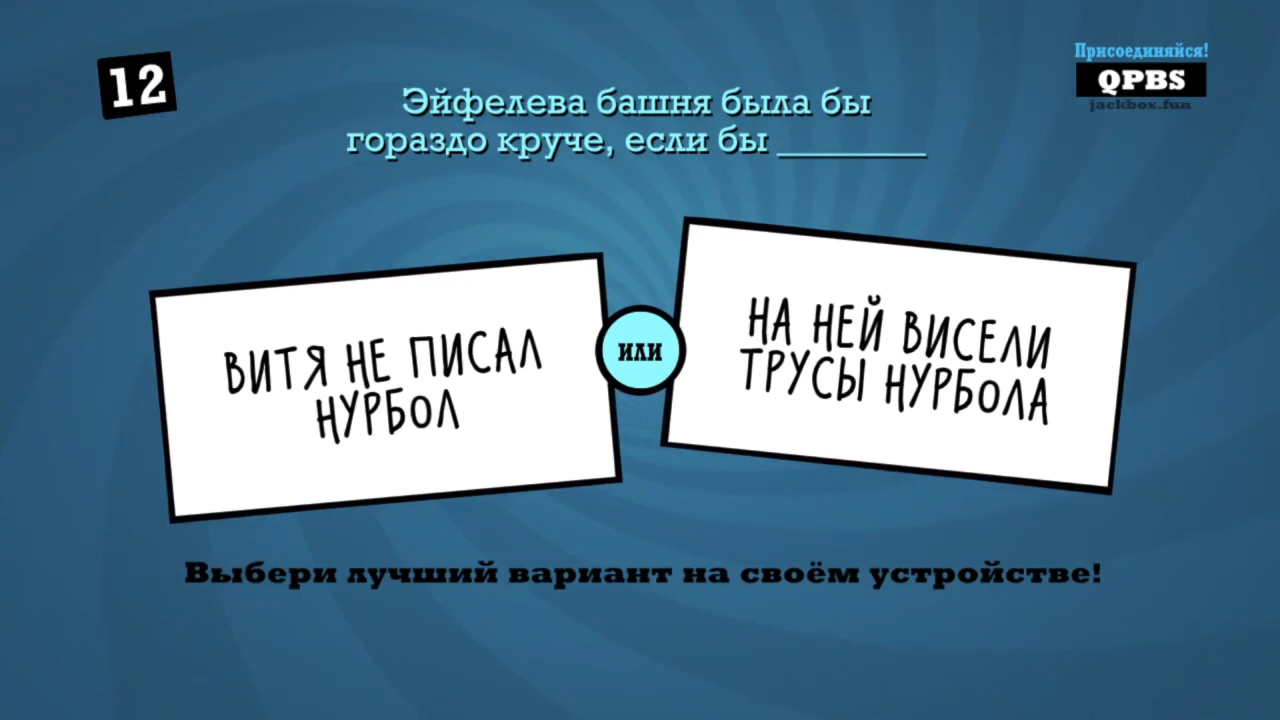 12
Присоединяйся!
QPBS
jackbox.fun
Эйфелева башня была бы
гораздо круче, если бы ________
ВИТЯ НЕ ПИСАЛ
НУРБОЛ
ИЛИ
НА НЕЙ ВИСЕЛИ
ТРУСЫ НУРБОЛА
Выбери лучший вариант на своём устройстве!